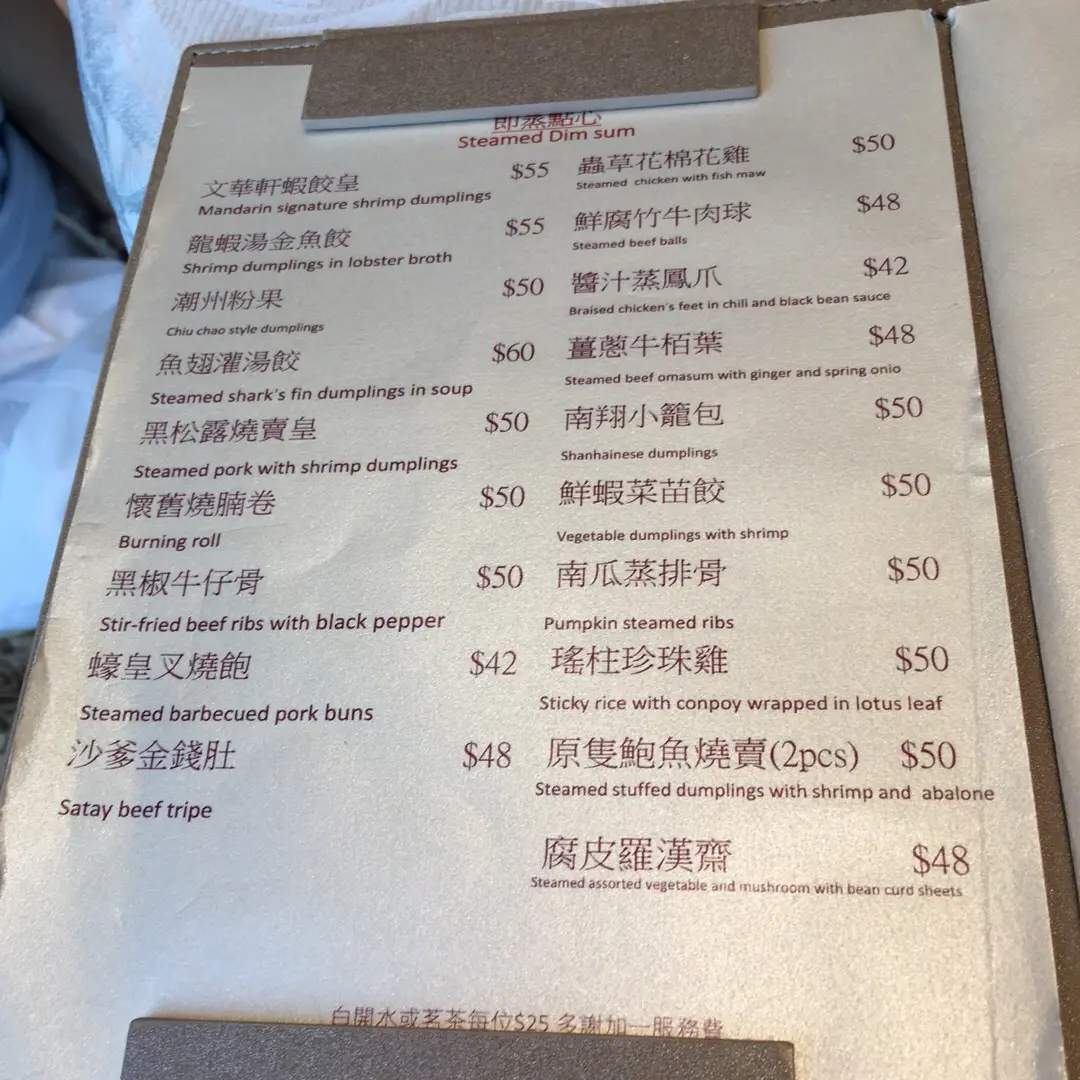 即蒸點心
Steamed Dim sum
文華軒蝦餃皇 $55
Mandarin signature shrimp dumplings
龍蝦湯金魚餃 $55
Shrimp dumplings in lobster broth
潮州粉果 $50
Chiu chao style dumplings
魚翅灌湯餃 $60
Steamed shark's fin dumplings in soup
黑松露燒賣皇 $50
Steamed pork with shrimp dumplings
懷舊燒腩卷 $50
Burning roll
黑椒牛仔骨 $50
Stir-fried beef ribs with black pepper
蠔皇叉燒飽 $42
Steamed barbecued pork buns
沙爹金錢肚 $48
Satay beef tripe
蟲草花棉花雞 $50
Steamed chicken with fish maw
鮮腐竹牛肉球 $48
Steamed beef balls
醬汁蒸鳳爪 $42
Braised chicken's feet in chili and black bean sauce
薑蔥牛栢葉 $48
Steamed beef omasum with ginger and spring onio
南翔小籠包 $50
Shanhainese dumplings
鮮蝦菜苗餃 $50
Vegetable dumplings with shrimp
南瓜蒸排骨 $50
Pumpkin steamed ribs
瑤柱珍珠雞 $50
Sticky rice with conpoy wrapped in lotus leaf
原隻鮑魚燒賣(2pcs) $50
Steamed stuffed dumplings with shrimp and abalone
腐皮羅漢齋 $48
Steamed assorted vegetable and mushroom with bean curd sheets
白開水或茗茶每位$25 多謝加一服務費